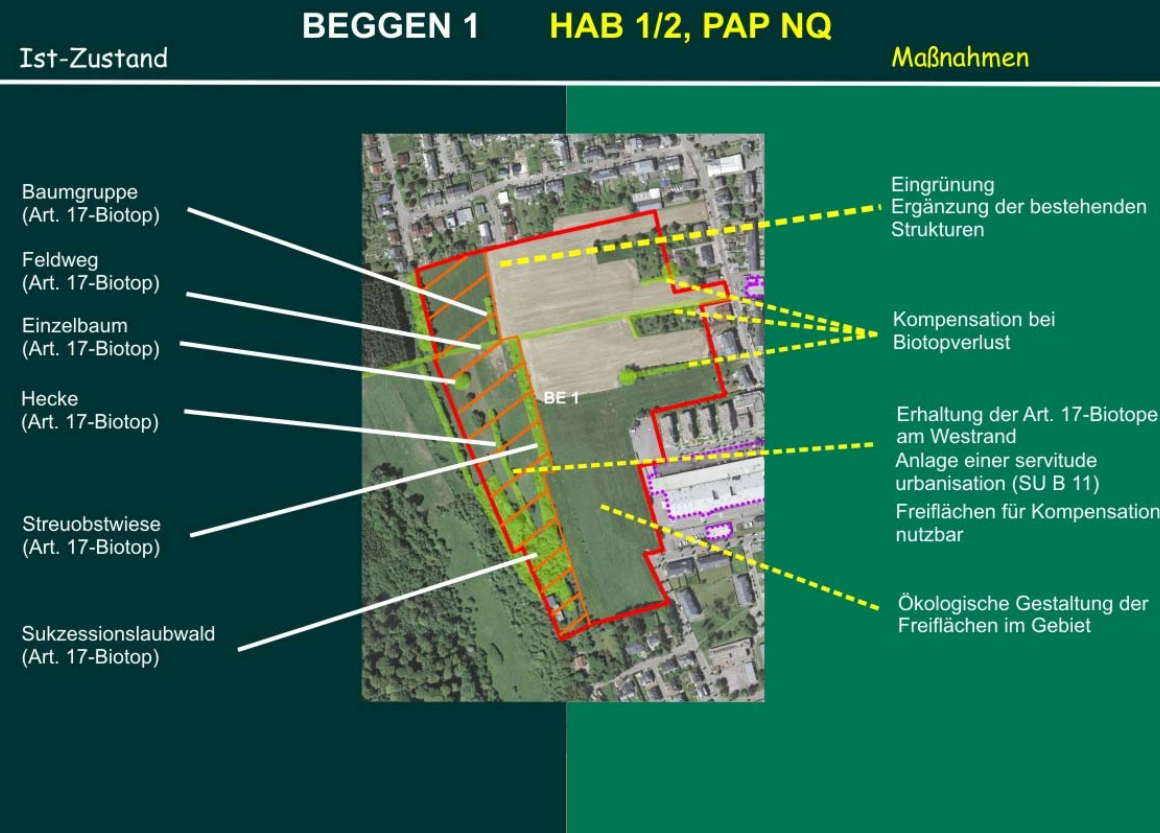 BEGGEN 1 HAB 1/2, PAP NQ
Ist-Zustand
Maßnahmen
Baumgruppe
(Art. 17-Biotop)
Feldweg
(Art. 17-Biotop)
Einzelbaum
(Art. 17-Biotop)
Hecke
(Art. 17-Biotop)
Streuobstwiese
(Art. 17-Biotop)
Sukzessionslaubwald
(Art. 17-Biotop)
BE 1
Eingrünung
Ergänzung der bestehenden
Strukturen
Kompensation bei
Biotopverlust
Erhaltung der Art. 17-Biotope
am Westrand
Anlage einer servitude
urbanisation (SU B 11)
Freiflächen für Kompensation
nutzbar
Ökologische Gestaltung der
Freiflächen im Gebiet